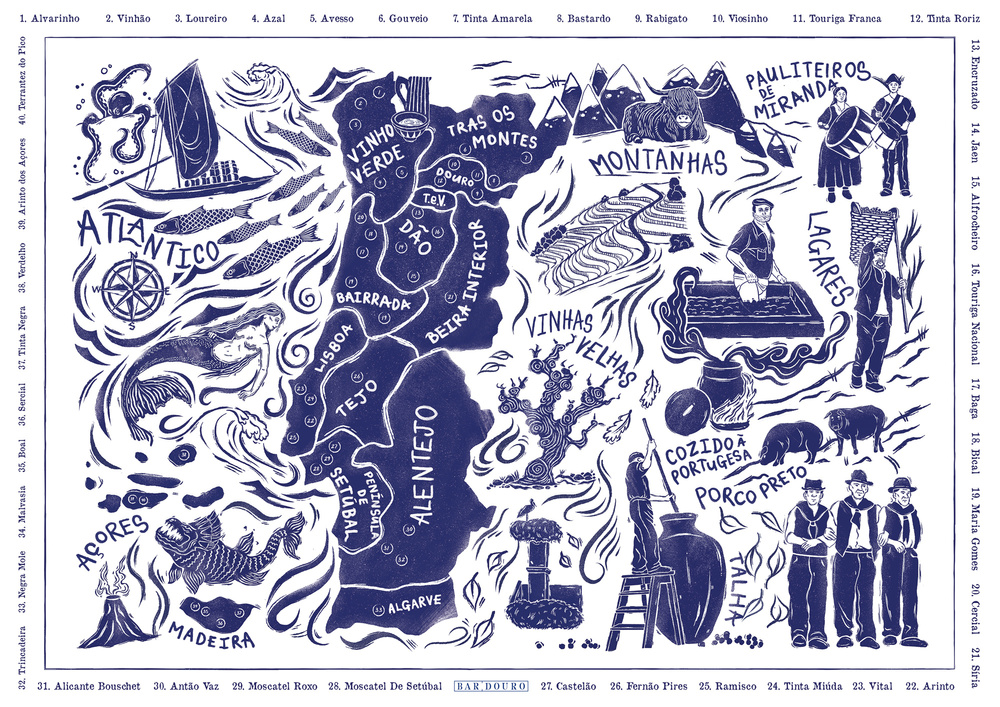 1. Alvarinho
2. Vinhão
3. Loureiro
4. Azal
5. Avesso
6. Gouveio
7. Tinta Amarela
8. Bastardo
9. Rabigato
10. Viosinho
11. Touriga Franca
12. Tinta Roriz
13. Encruzado
14. Jaen
15. Alfrocheiro
16. Touriga Nacional
17. Baga
18. Bical
19. Maria Gomes
20. Cercial
21. Síria
22. Arinto
23. Vital
24. Tinta Miúda
25. Ramisco
26. Fernão Pires
27. Castelão
BAR DOURO
28. Moscatel De Setúbal
29. Moscatel Roxo
30. Antão Vaz
31. Alicante Bouschet
32. Trincadeira
33. Negra Mole
34. Malvasia
35. Boal
36. Sercial
37. Tinta Negra
38. Verdelho
39. Arinto dos Açores
40. Terrantez do Pico
ATLÂNTICO
N
W
E
S
AÇORES
MADEIRA
VINHO
VERDE
TRAS OS
MONTES
DOURO
T.e.V.
DÃO
BAIRRADA
BEIRA INTERIOR
LISBOA
TEJO
ALENTEJO
PENÍNSULA
DE
SETÚBAL
ALGARVE
MONTANHAS
PAULITEIROS
DE
MIRANDA
LAGARES
VINHAS
VELHAS
COZIDO À
PORTUGESA
PORCO PRETO
TALHA